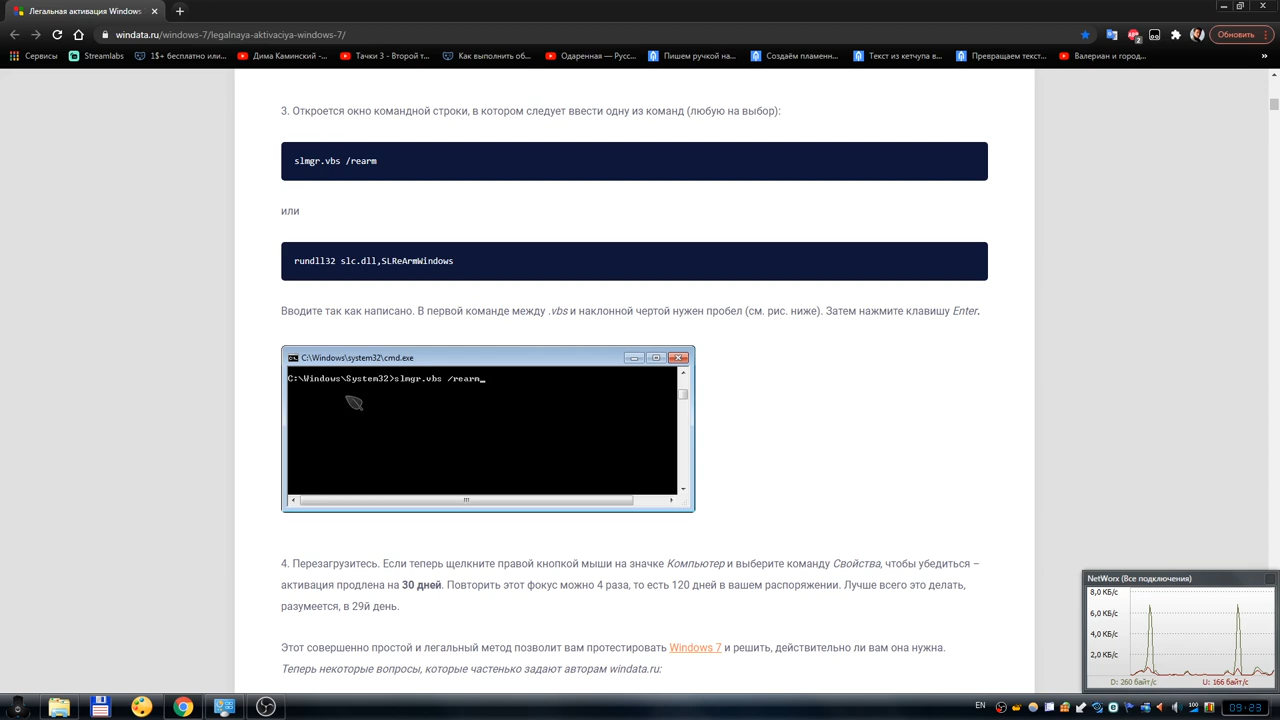 Легальная активация Windows
windata.ru/windows-7/legalnaya-aktivaciya-windows-7/
Обновить
Сервисы
Streamlabs
1$+ бесплатно или...
Дима Каминский -...
Тачки 3 - Второй т...
Как выполнить об...
Одаренная — Русс...
Пишем ручкой на...
Создаём пламенн...
Текст из кетчупа в...
Превращаем текс...
Валериан и город...
3. Откроется окно командной строки, в котором следует ввести одну из команд (любую на выбор):
slmgr.vbs /rearm
или
rundll32 slc.dll,SLReArmWindows
Вводите так как написано. В первой команде между .vbs и наклонной чертой нужен пробел (см. рис. ниже). Затем нажмите клавишу Enter.
C:\Windows\system32\cmd.exe
C:\Windows\System32>slmgr.vbs /rearm_
4. Перезагрузитесь. Если теперь щелкните правой кнопкой мыши на значке Компьютер и выберите команду Свойства, чтобы убедиться –
активация продлена на 30 дней. Повторить этот фокус можно 4 раза, то есть 120 дней в вашем распоряжении. Лучше всего это делать,
разумеется, в 29й день.
Этот совершенно простой и легальный метод позволит вам протестировать Windows 7 и решить, действительно ли вам она нужна.
Теперь некоторые вопросы, которые частенько задают авторам windata.ru:
NetWorx (Все подключения)
8,0 КБ/с
6,0 КБ/с
4,0 КБ/с
2,0 КБ/с
D: 260 байт/с
U: 166 байт/с
EN
100
09:23